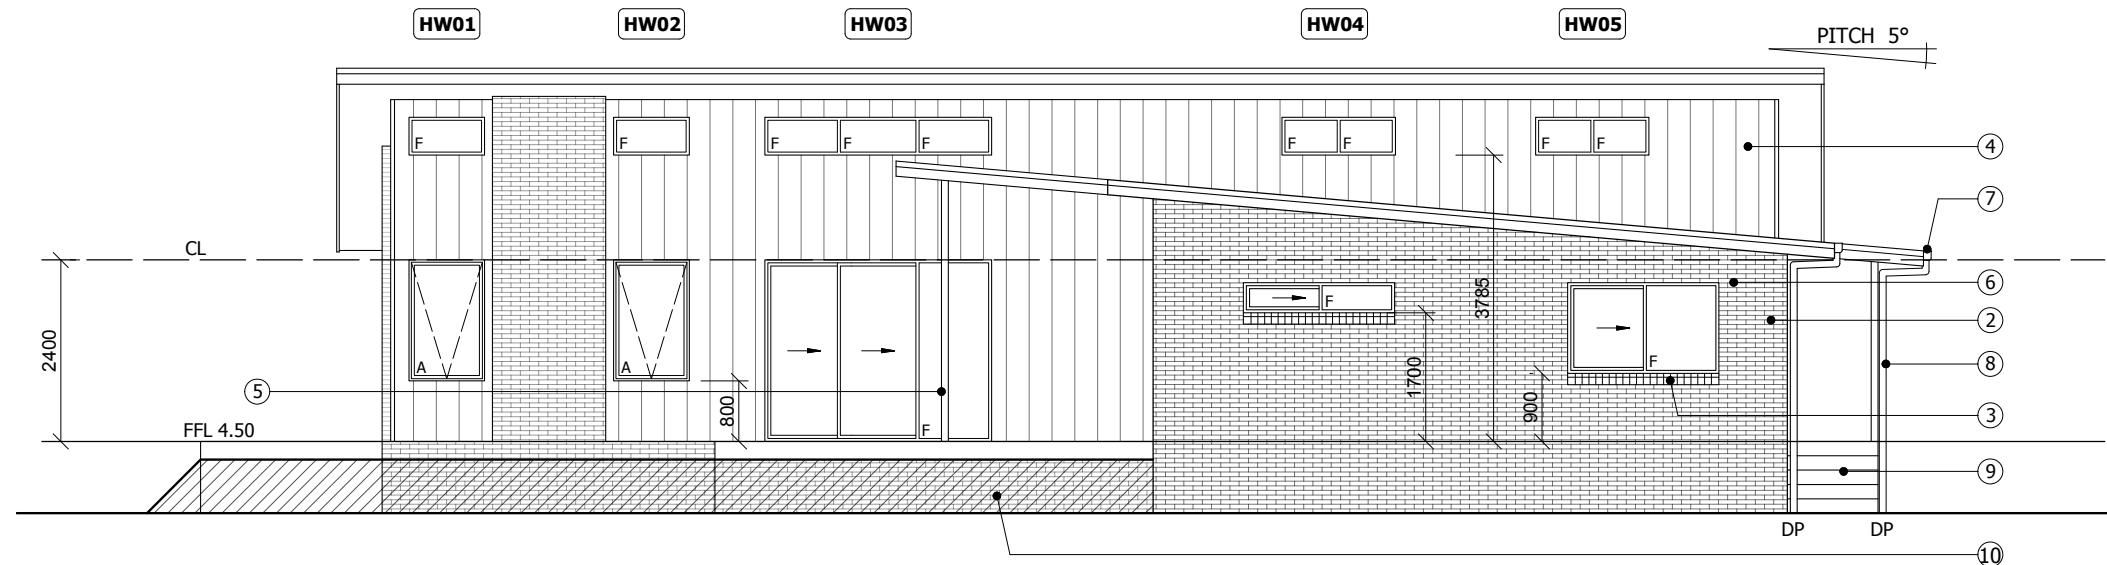 HW01 HW02 HW03 HW04 HW05
PITCH 5°
F F F F F F F F F
4
7
CL
6
F
3785
2
2400
A A 1700 F 8
5
800
900
3
FFL 4.50
F
9
DP DP
10